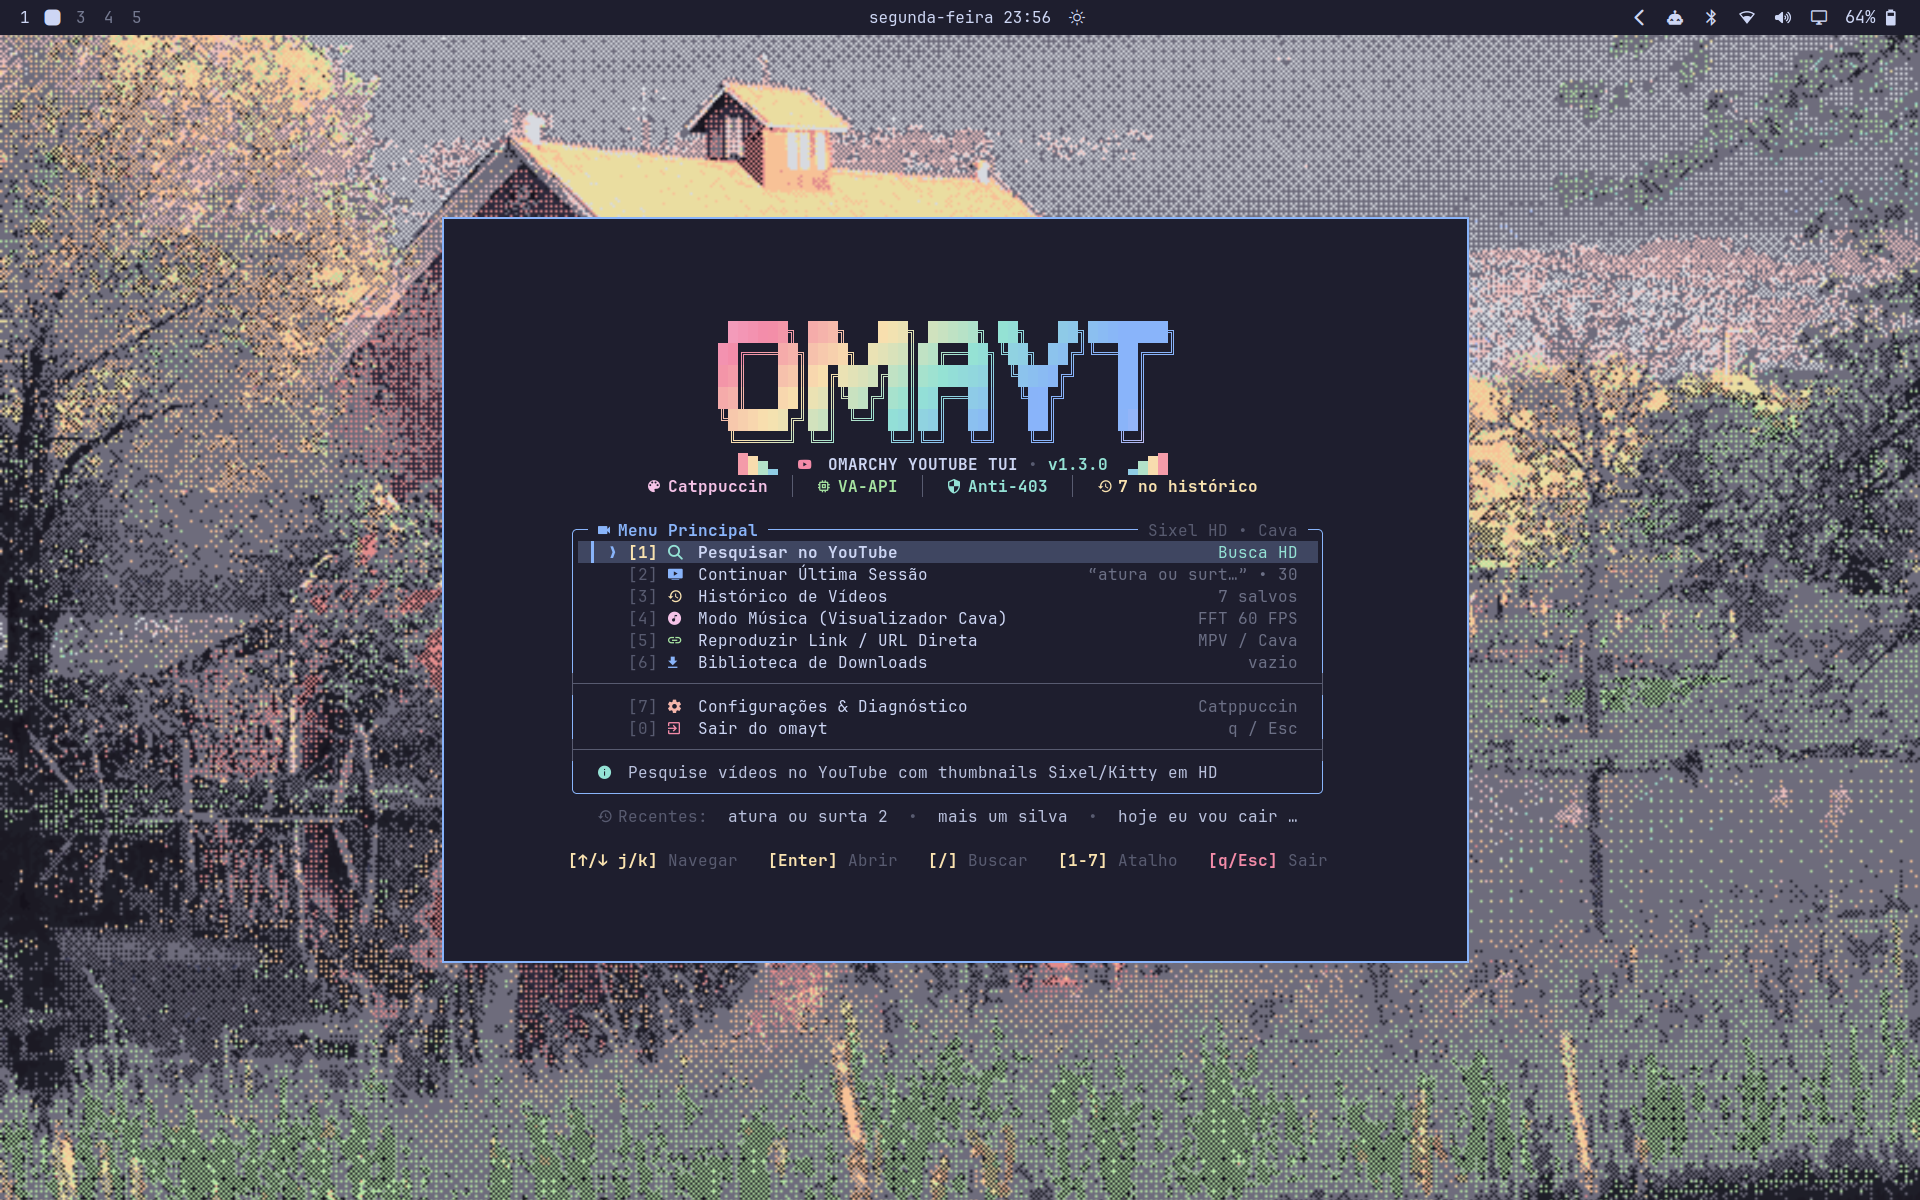 1 3 4 5 segunda-feira 23:56 64%
OMAYT
OMARCHY YOUTUBE TUI • v1.3.0
Catppuccin │ VA-API │ Anti-403 │ 7 no histórico
Menu Principal Sixel HD • Cava
[1] Pesquisar no YouTube Busca HD
[2] Continuar Última Sessão “atura ou surt…” • 30
[3] Histórico de Vídeos 7 salvos
[4] Modo Música (Visualizador Cava) FFT 60 FPS
[5] Reproduzir Link / URL Direta MPV / Cava
[6] Biblioteca de Downloads vazio
[7] Configurações & Diagnóstico Catppuccin
[0] Sair do omayt q / Esc
Pesquise vídeos no YouTube com thumbnails Sixel/Kitty em HD
Recentes: atura ou surta 2 • mais um silva • hoje eu vou cair …
[↑/↓ j/k] Navegar [Enter] Abrir [/] Buscar [1-7] Atalho [q/Esc] Sair